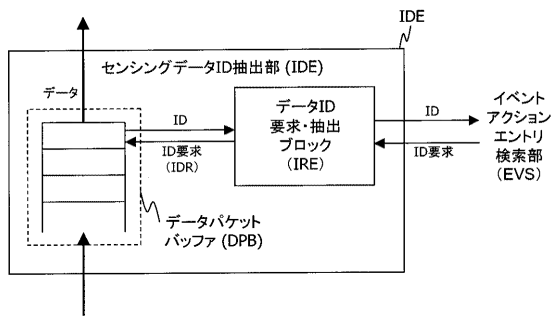 IDE
センシングデータID抽出部 (IDE)
データ
ID
ID要求
(IDR)
データID
要求・抽出
ブロック
(IRE)
ID
ID要求
イベント
アクション
エントリ
検索部
(EVS)
データパケット
バッファ (DPB)